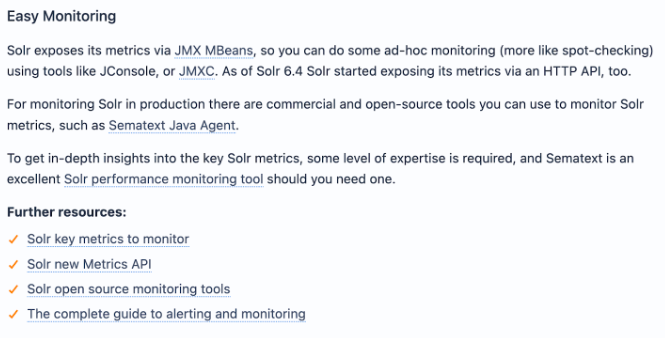 Easy Monitoring
Solr exposes its metrics via JMX MBeans, so you can do some ad-hoc monitoring (more like spot-checking)
using tools like JConsole, or JMXC. As of Solr 6.4 Solr started exposing its metrics via an HTTP API, too.
For monitoring Solr in production there are commercial and open-source tools you can use to monitor Solr
metrics, such as Sematext Java Agent.
To get in-depth insights into the key Solr metrics, some level of expertise is required, and Sematext is an
excellent Solr performance monitoring tool should you need one.
Further resources:
Solr key metrics to monitor
Solr new Metrics API
Solr open source monitoring tools
The complete guide to alerting and monitoring